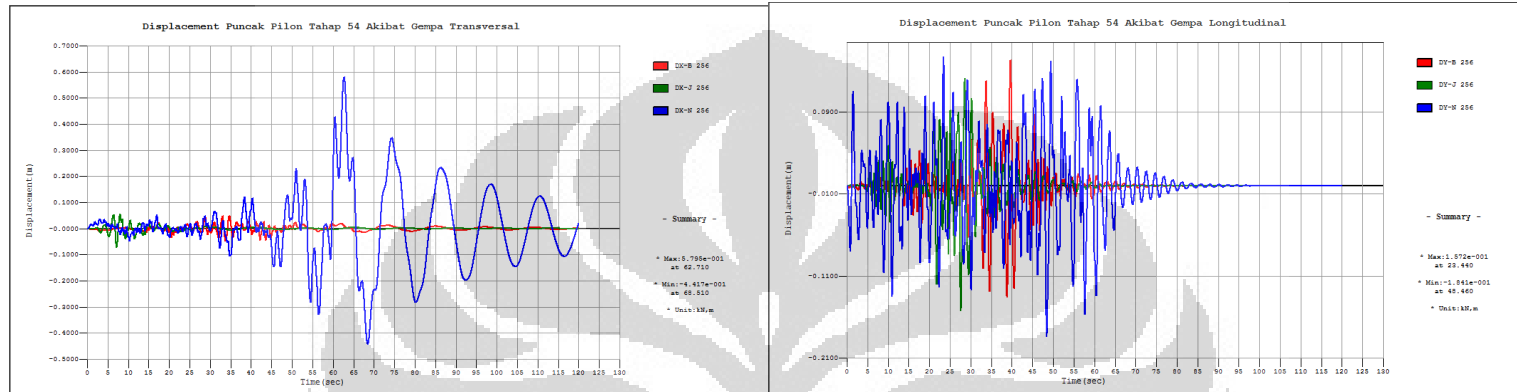 Displacement Puncak Pilon Tahap 54 Akibat Gempa Transversal
0.7000
0.6000
0.5000
0.4000
0.3000
0.2000
0.1000
-0.0000
-0.1000
-0.2000
-0.3000
-0.4000
-0.5000
Displacement(m)
0 5 10 15 20 25 30 35 40 45 50 55 60 65 70 75 80 85 90 95 100 105 110 115 120 125 130
Time(sec)
DX-B 256
DX-J 256
DX-N 256
- Summary -
* Max:5.795e-001
at 62.710
* Min:-4.417e-001
at 68.510
* Unit:kN,m
Displacement Puncak Pilon Tahap 54 Akibat Gempa Longitudinal
0.0900
-0.0100
-0.1100
-0.2100
Displacement(m)
0 5 10 15 20 25 30 35 40 45 50 55 60 65 70 75 80 85 90 95 100 105 110 115 120 125 130
Time(sec)
DY-B 256
DY-J 256
DY-N 256
- Summary -
* Max:1.572e-001
at 23.440
* Min:-1.841e-001
at 48.460
* Unit:kN,m